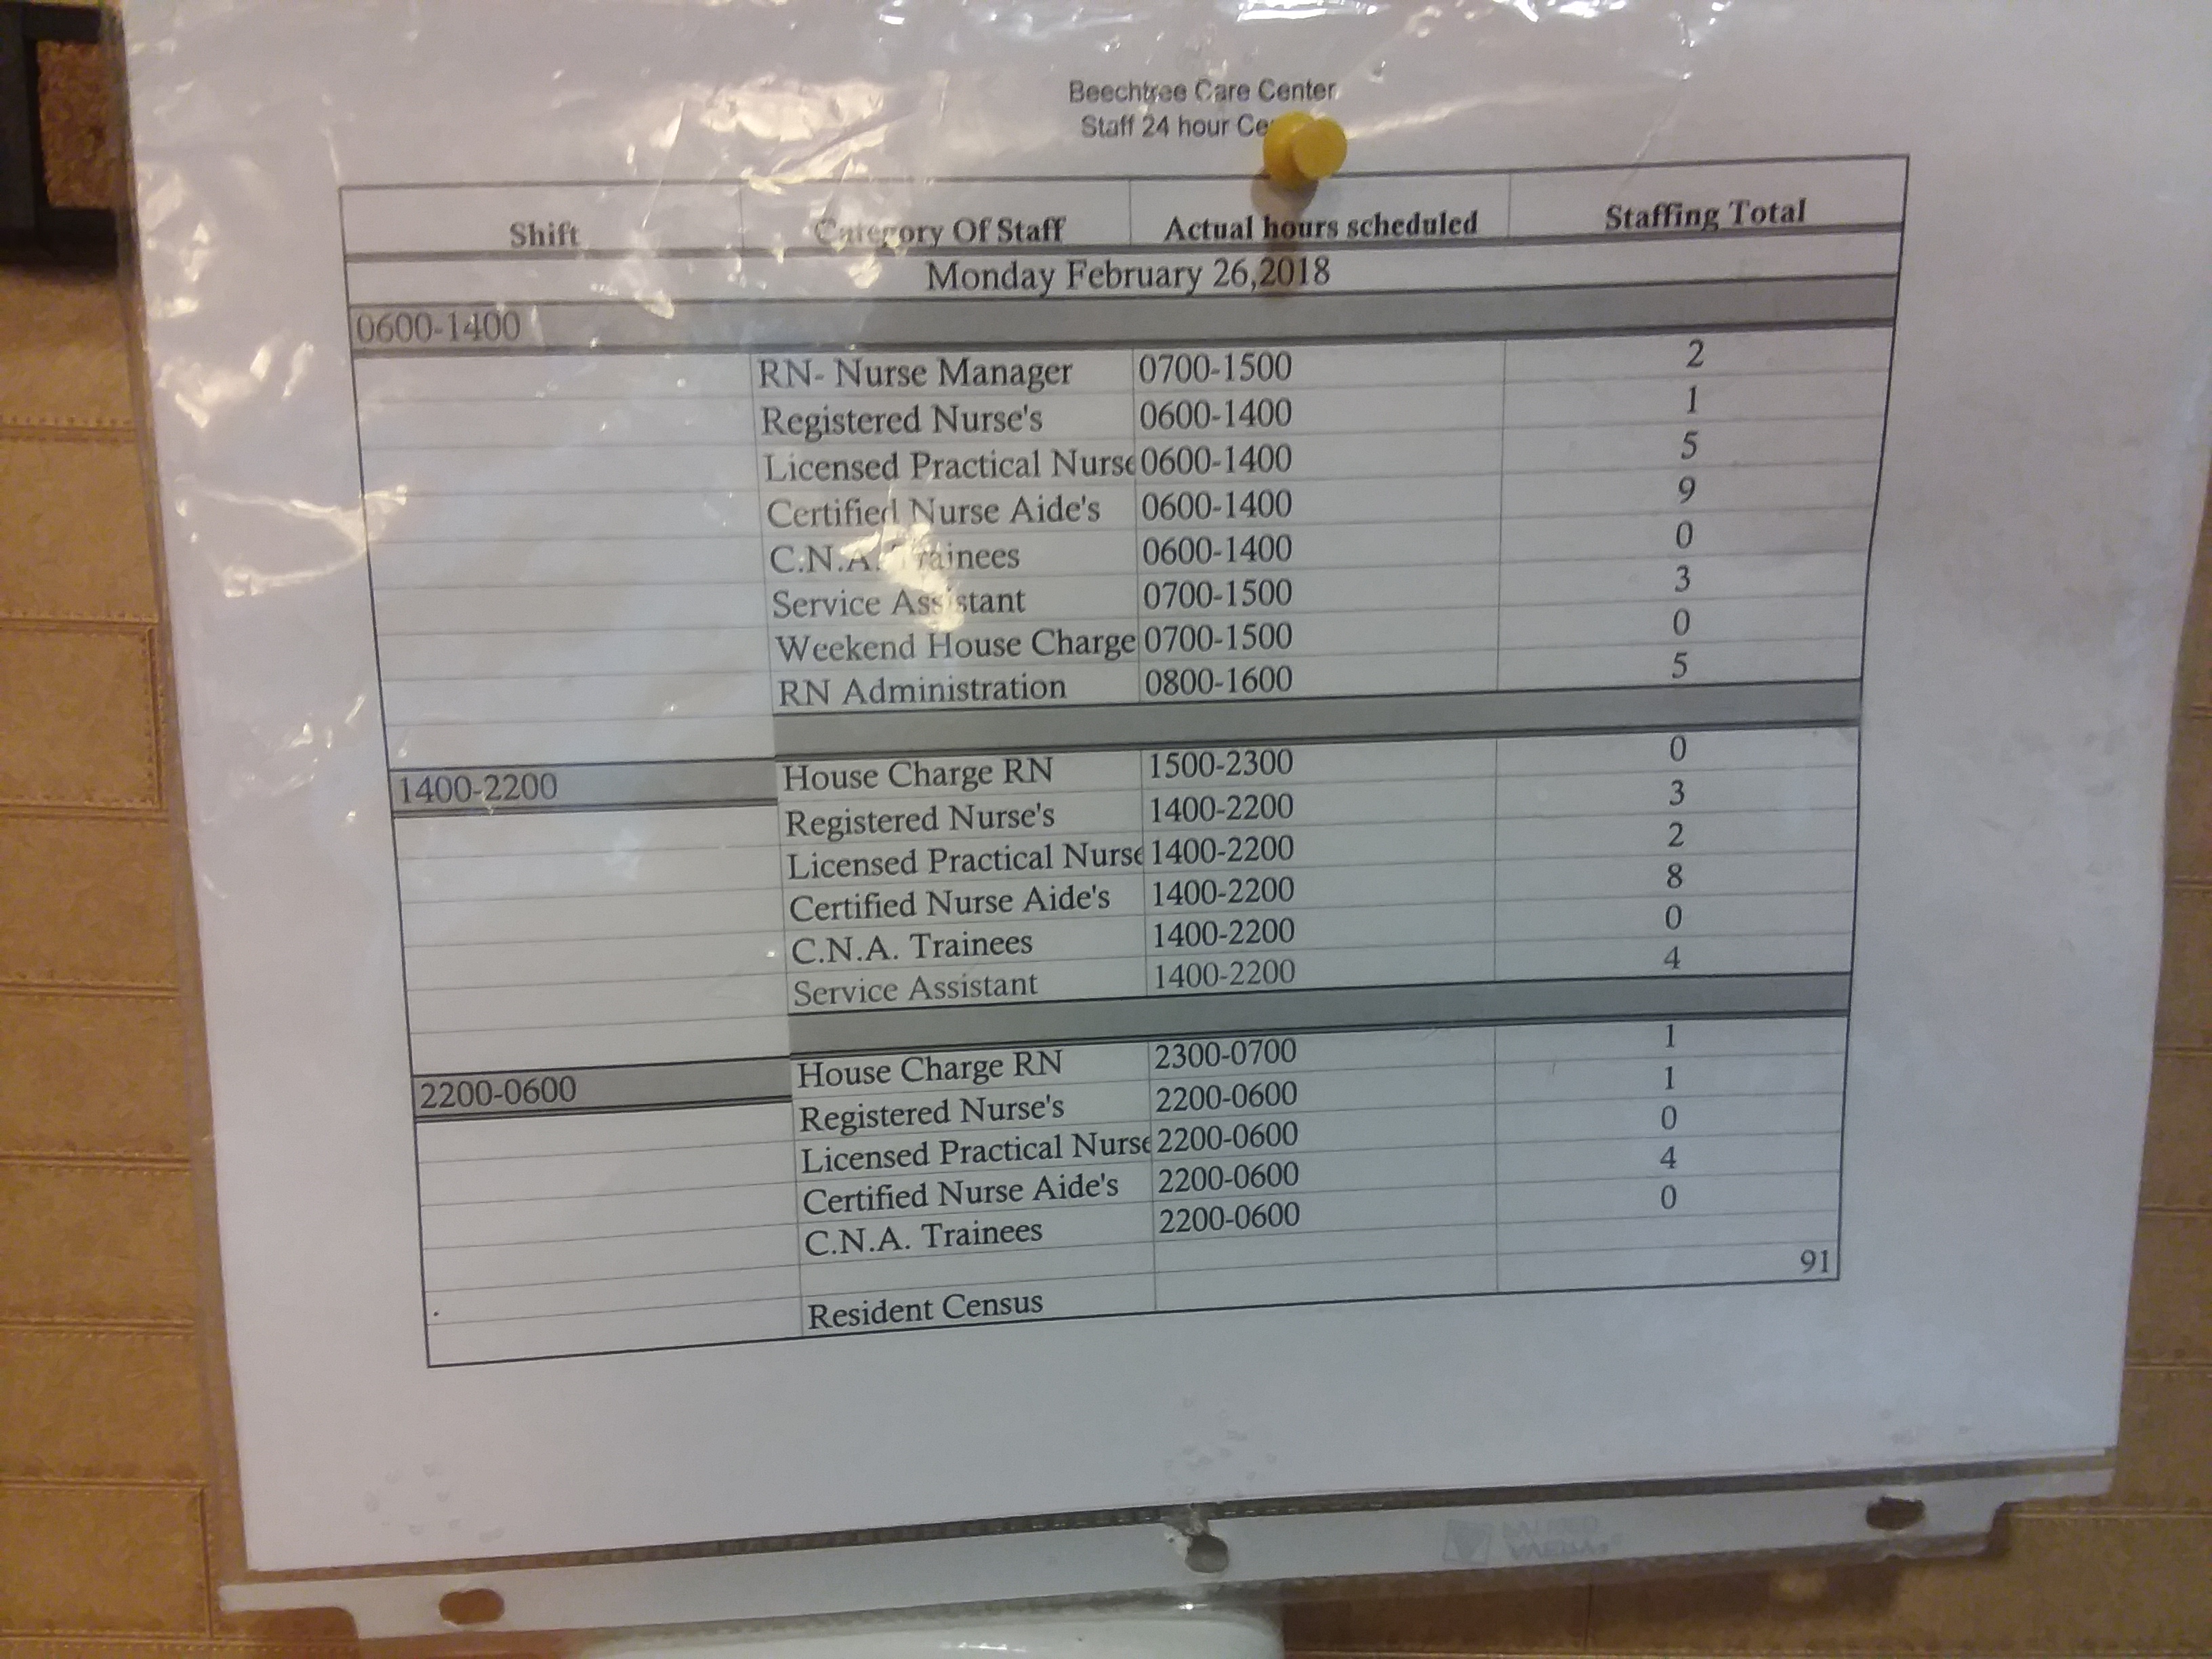 Beechtree Care Center
Staff 24 hour
Shift Category Of Staff Actual hours scheduled Staffing Total
Monday February 26,2018
0600-1400
RN- Nurse Manager 0700-1500 2
Registered Nurse's 0600-1400 1
Licensed Practical Nurse 0600-1400 5
Certified Nurse Aide's 0600-1400 9
C.N.A. Trainees 0600-1400 0
Service Assistant 0700-1500 3
Weekend House Charge 0700-1500 0
RN Administration 0800-1600 5
1400-2200 House Charge RN 1500-2300 0
Registered Nurse's 1400-2200 3
Licensed Practical Nurse 1400-2200 2
Certified Nurse Aide's 1400-2200 8
C.N.A. Trainees 1400-2200 0
Service Assistant 1400-2200 4
2200-0600 House Charge RN 2300-0700 1
Registered Nurse's 2200-0600 1
Licensed Practical Nurse 2200-0600 0
Certified Nurse Aide's 2200-0600 4
C.N.A. Trainees 2200-0600 0
Resident Census 91